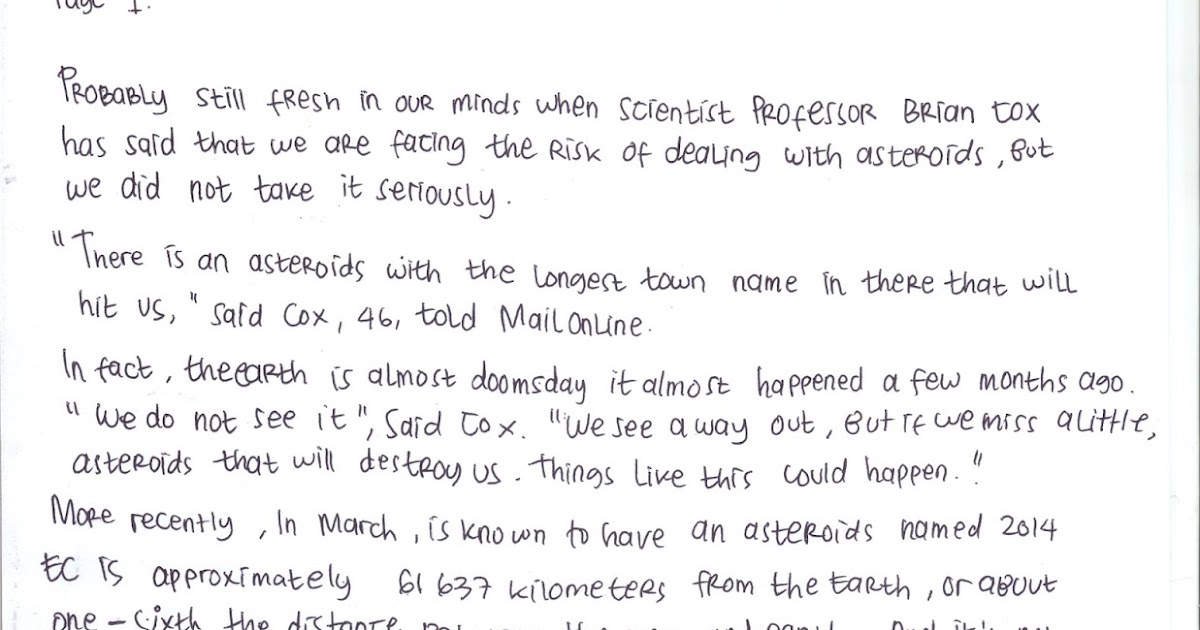 Page 1.
Probably still fresh in our minds when scientist Professor Brian Cox
has said that we are facing the risk of dealing with asteroids, but
we did not take it seriously.
"There is an asteroids with the longest town name in there that will
hit us," said Cox, 46, told MailOnline.
In fact, the earth is almost doomsday it almost happened a few months ago.
"We do not see it", said Cox. "We see a way out, but if we miss a little,
asteroids that will destroy us. Things like this could happen."
More recently, In March, is known to have an asteroids named 2014
EC is approximately 61 637 kilometers from the Earth, or about
one-sixth the distance